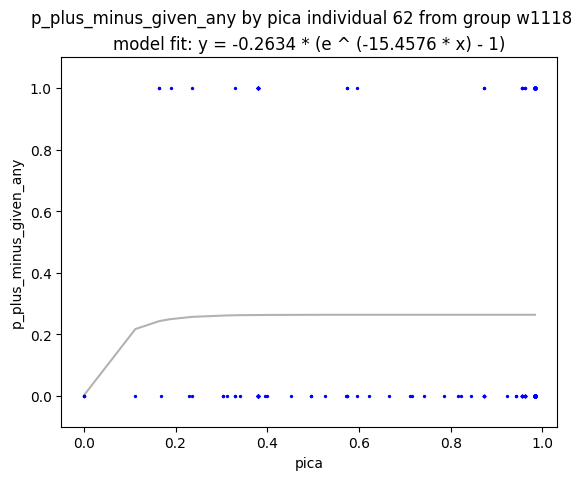 p_plus_minus_given_any by pica individual 62 from group w1118
model fit: y = -0.2634 * (e ^ (-15.4576 * x) - 1)
p_plus_minus_given_any
1.0
0.8
0.6
0.4
0.2
0.0
0.0 0.2 0.4 0.6 0.8 1.0
pica